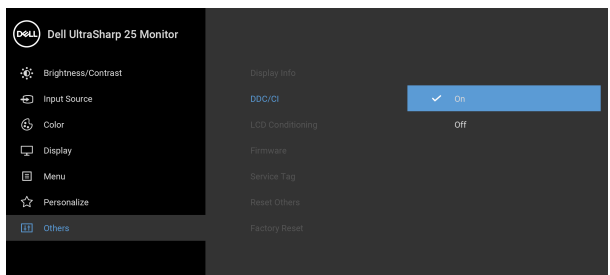 DELL Dell UltraSharp 25 Monitor
Brightness/Contrast
Display Info
Input Source
DDC/CI
On
Color
LCD Conditioning
Off
Display
Firmware
Menu
Service Tag
Personalize
Reset Others
Others
Factory Reset